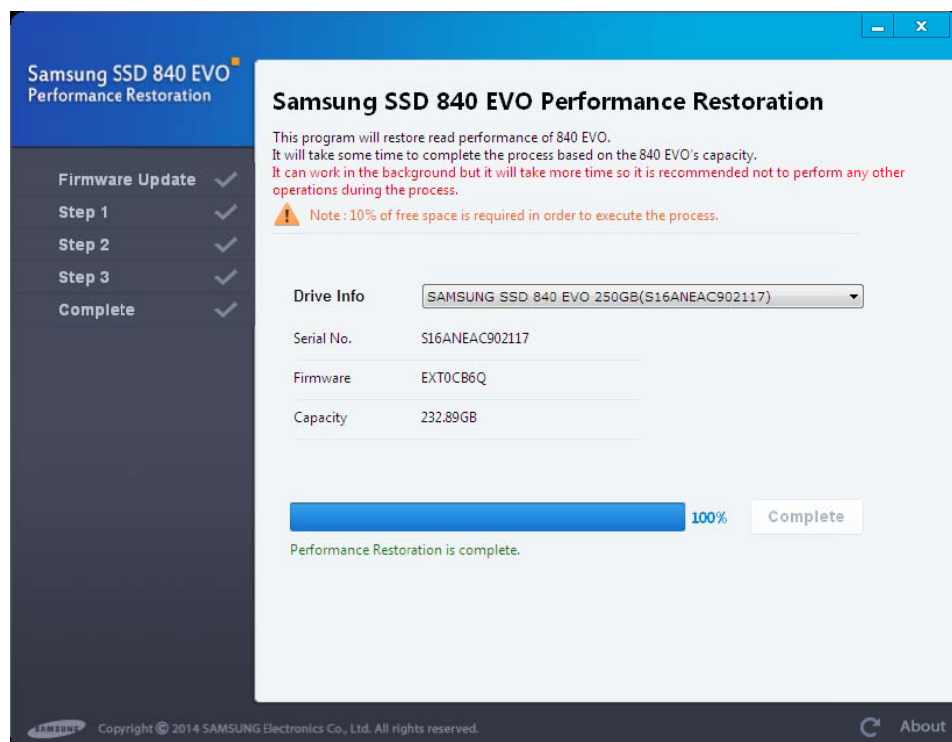 Samsung SSD 840 EVO
Performance Restoration
Firmware Update
Step 1
Step 2
Step 3
Complete
Samsung SSD 840 EVO Performance Restoration
This program will restore read performance of 840 EVO.
It will take some time to complete the process based on the 840 EVO's capacity.
It can work in the background but it will take more time so it is recommended not to perform any other
operations during the process.
Note : 10% of free space is required in order to execute the process.
Drive Info SAMSUNG SSD 840 EVO 250GB(S16ANEAC902117)
Serial No. S16ANEAC902117
Firmware EXT0CB6Q
Capacity 232.89GB
100% Complete
Performance Restoration is complete.
SAMSUNG Copyright © 2014 SAMSUNG Electronics Co., Ltd. All rights reserved. About